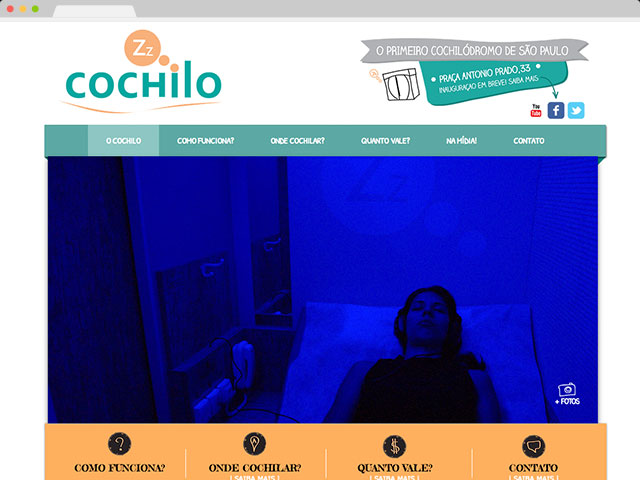 Zz
COCHILO
O PRIMEIRO COCHILÓDROMO DE SÃO PAULO
PRAÇA ANTONIO PRADO,33
INAUGURAÇÃO EM BREVE! SAIBA MAIS
You
Tube
O COCHILO
COMO FUNCIONA?
ONDE COCHILAR?
QUANTO VALE?
NA MÍDIA!
CONTATO
Zz
+ FOTOS
COMO FUNCIONA?
ONDE COCHILAR?
QUANTO VALE?
CONTATO
[ SAIBA MAIS ]
[ SAIBA MAIS ]
[ SAIBA MAIS ]